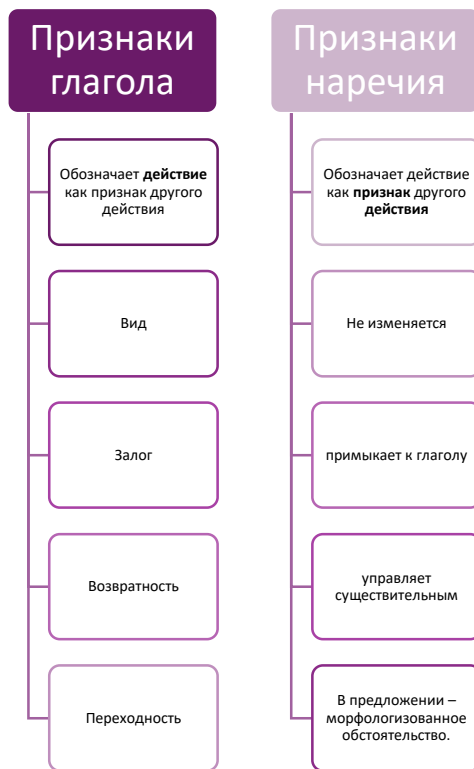 Признаки
глагола
Обозначает действие
как признак другого
действия
Вид
Залог
Возвратность
Переходность
Признаки
наречия
Обозначает действие
как признак другого
действия
Не изменяется
примыкает к глаголу
управляет
существительным
В предложении –
морфологизованное
обстоятельство.